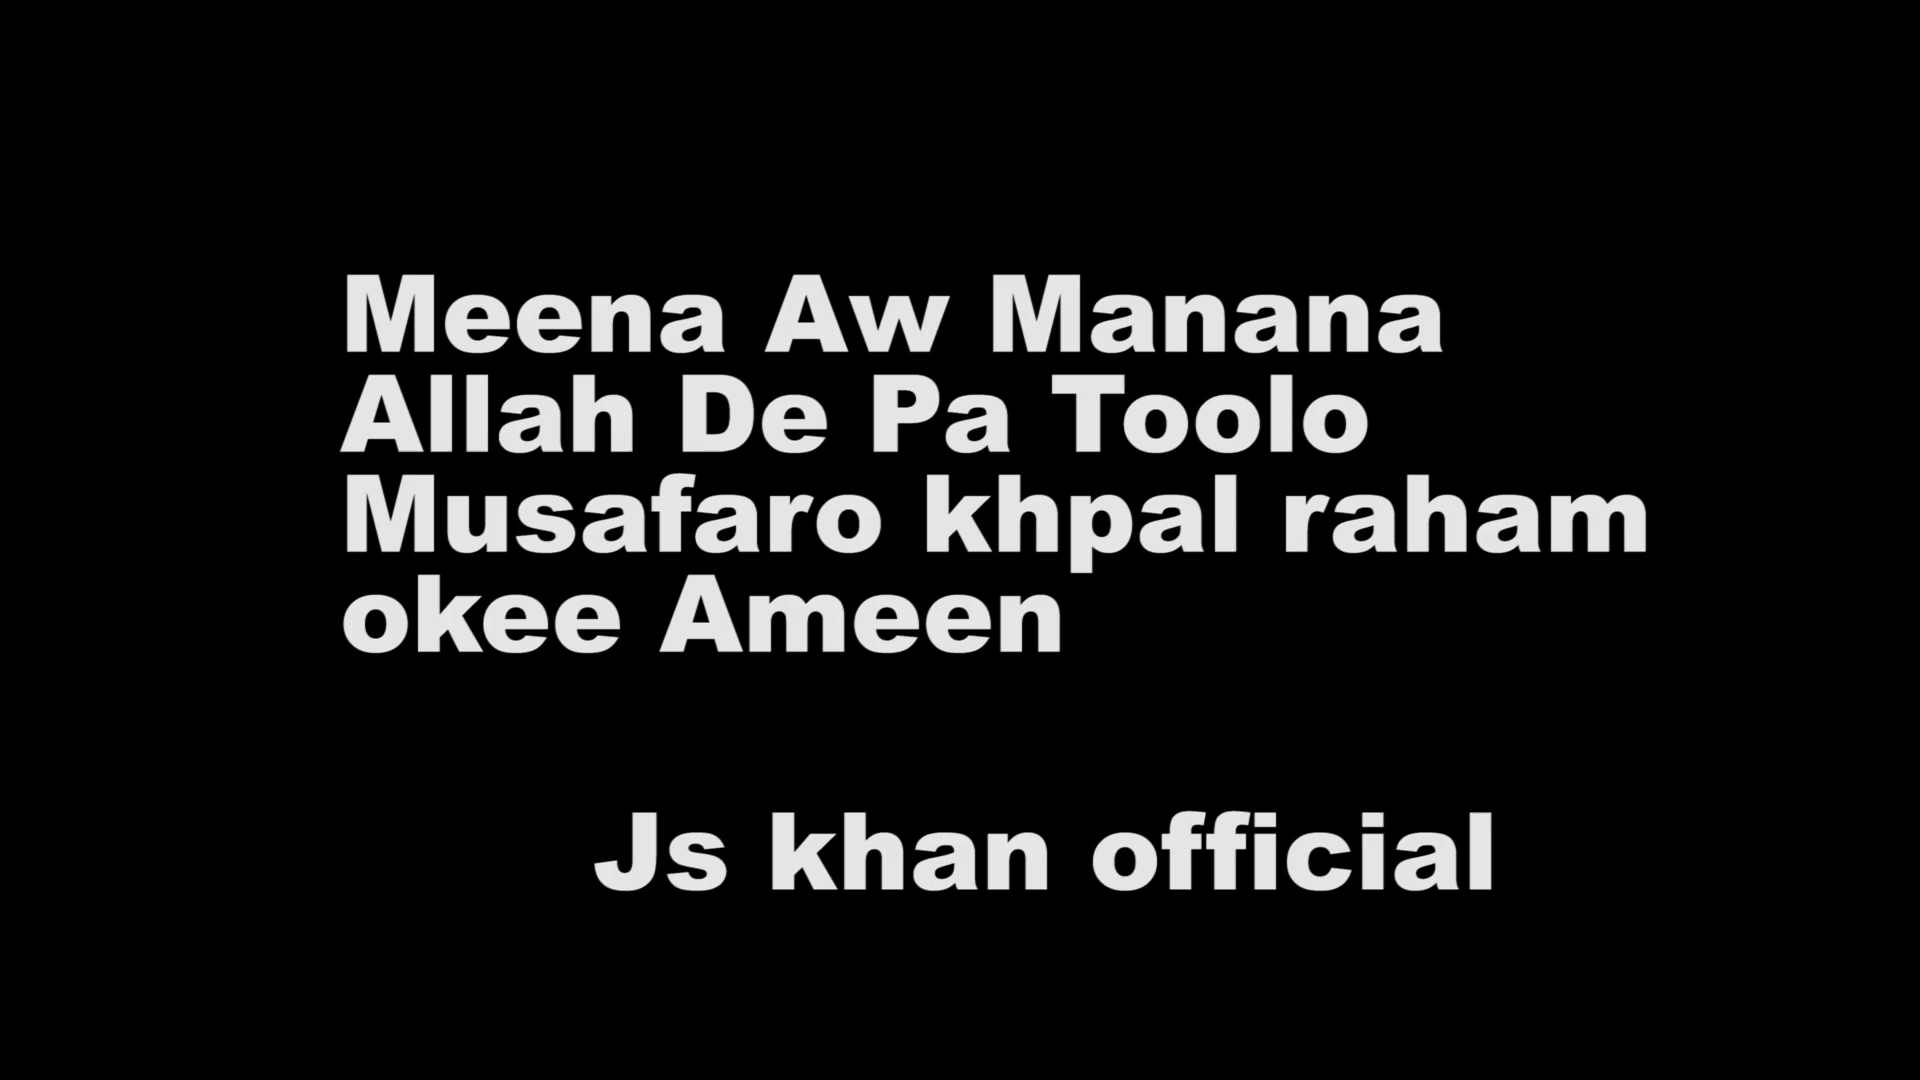 Meena Aw Manana
Allah De Pa Toolo
Musafaro khpal raham
okee Ameen
Js khan official